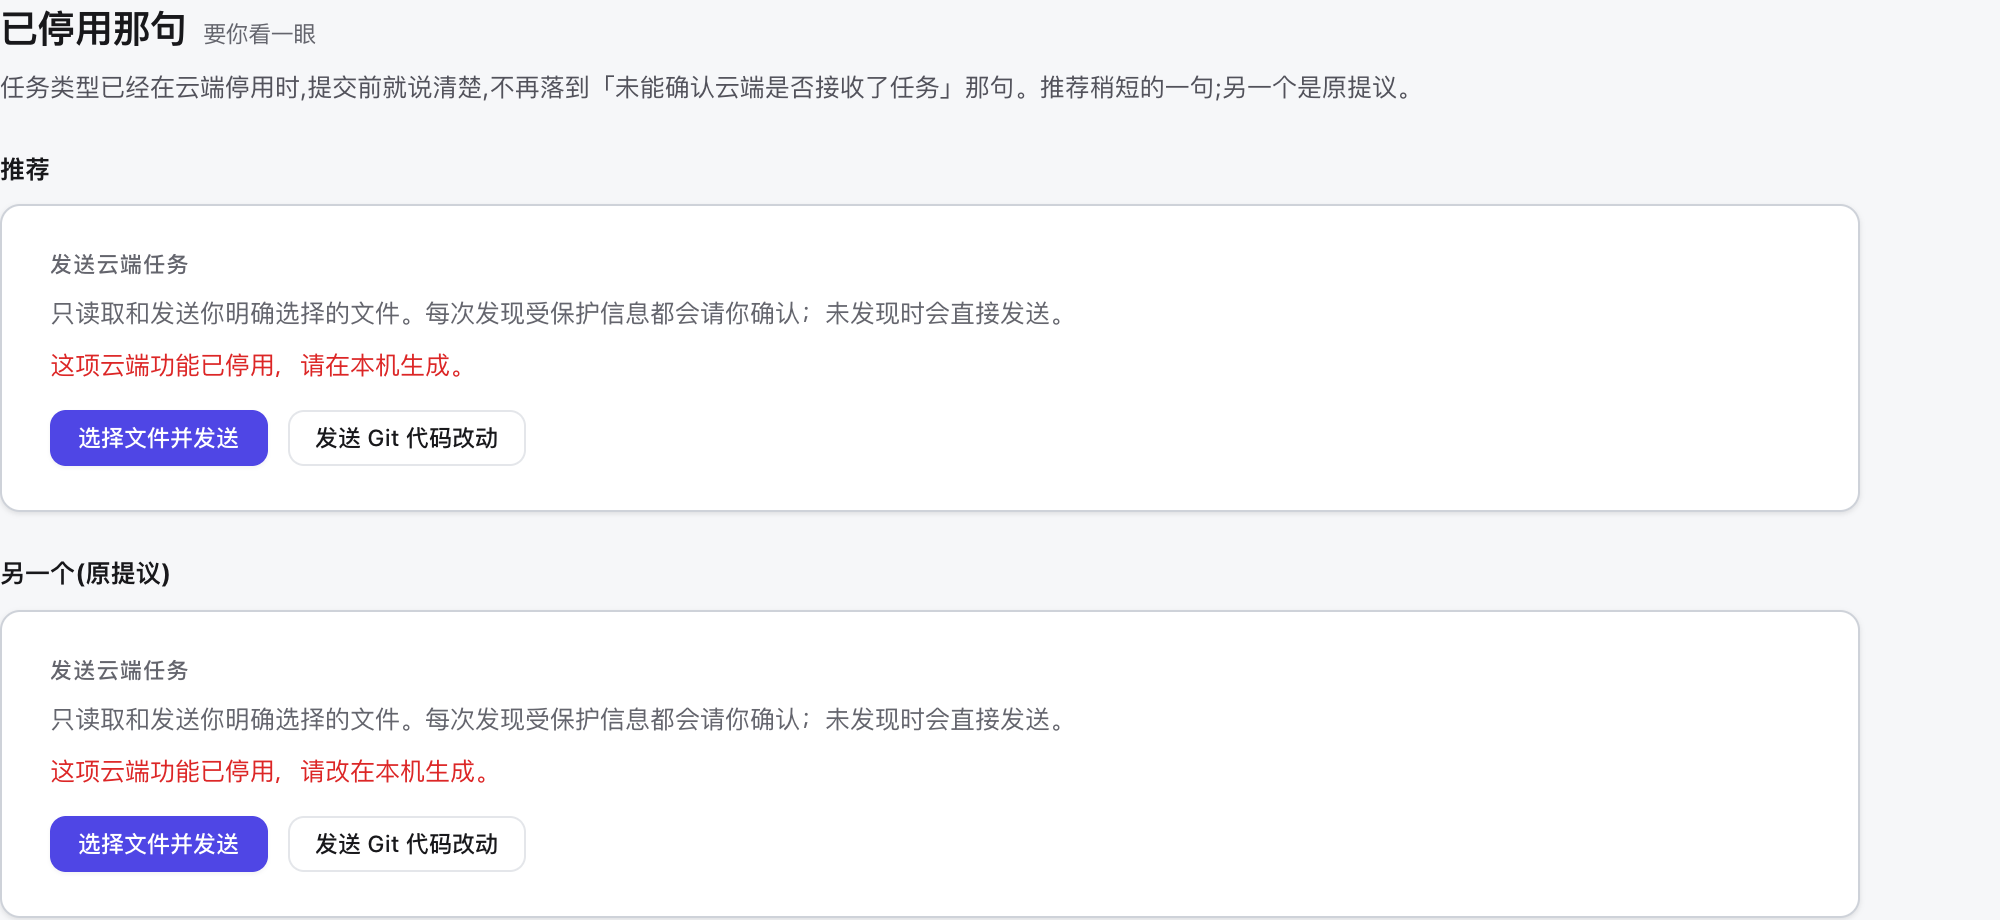 已停用那句 要你看一眼
任务类型已经在云端停用时,提交前就说清楚,不再落到「未能确认云端是否接收了任务」那句。推荐稍短的一句;另一个是原提议。
推荐
发送云端任务
只读取和发送你明确选择的文件。每次发现受保护信息都会请你确认；未发现时会直接发送。
这项云端功能已停用，请在本机生成。
选择文件并发送 发送 Git 代码改动
另一个(原提议)
发送云端任务
只读取和发送你明确选择的文件。每次发现受保护信息都会请你确认；未发现时会直接发送。
这项云端功能已停用，请改在本机生成。
选择文件并发送 发送 Git 代码改动